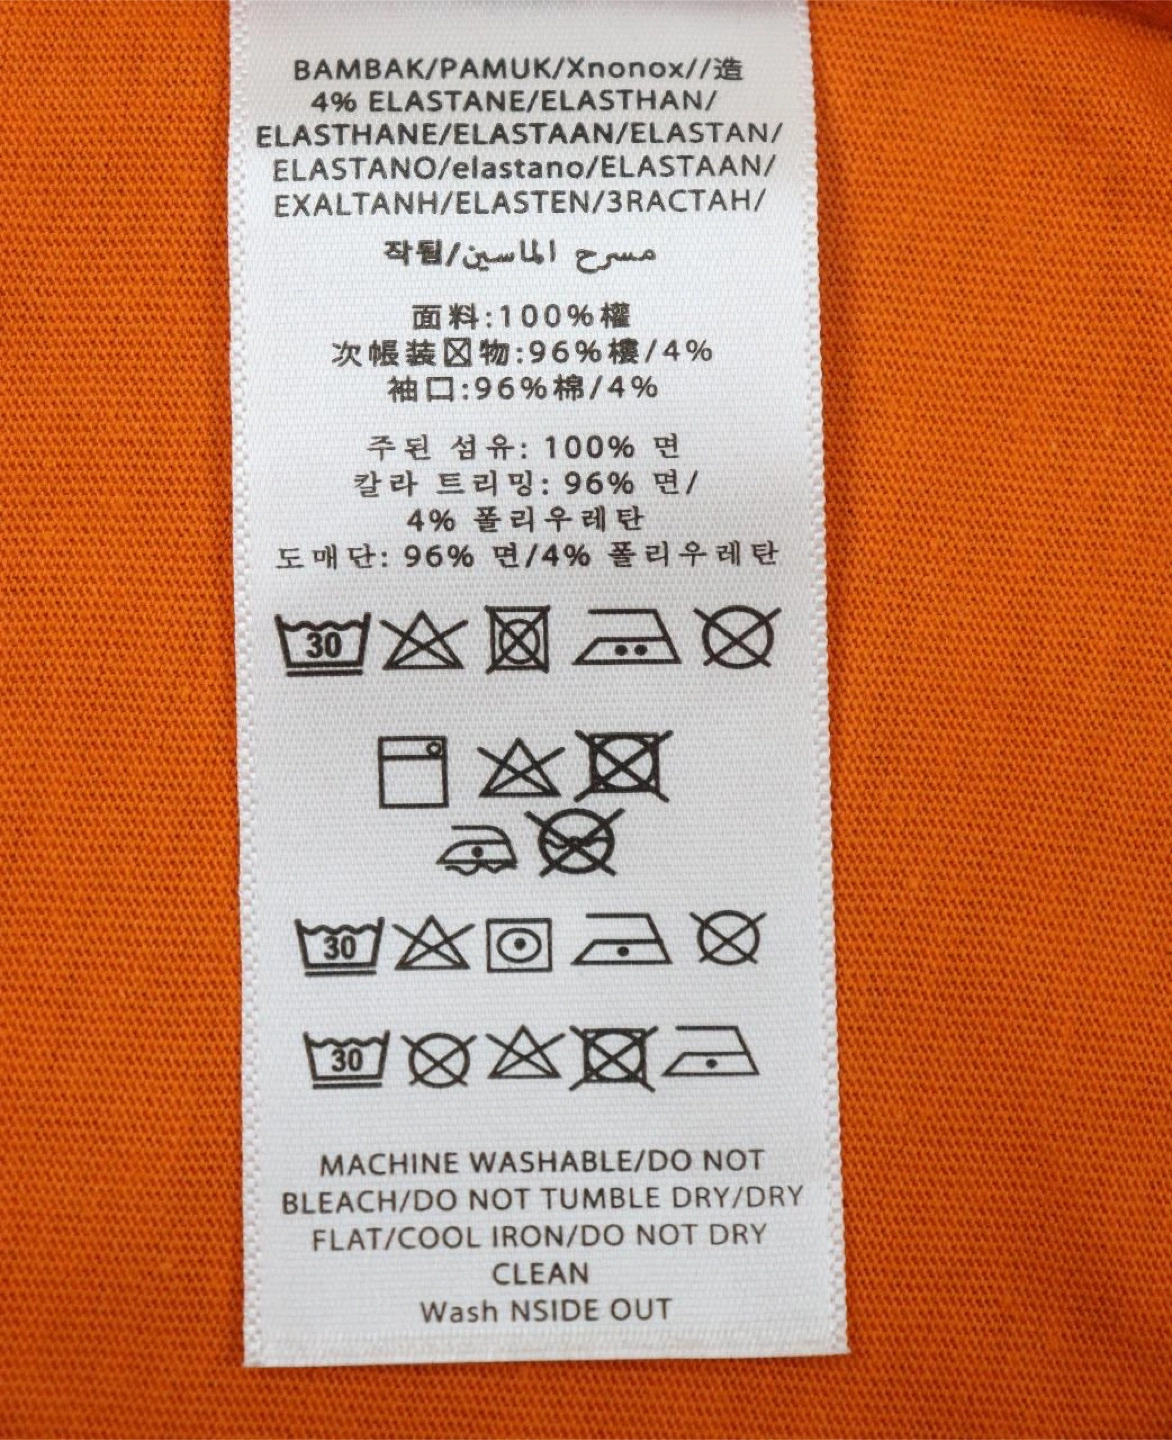 BAMBAK/PAMUK/Xnonox//造
4% ELASTANE/ELASTHAN/
ELASTHANE/ELASTAAN/ELASTAN/
ELASTANO/elastano/ELASTAAN/
EXALTANH/ELASTEN/3RACTAH/
작됩/مسرح الماسين
面料:100%權
次帳装物:96%樓/4%
袖口:96%棉/4%
주된 섬유: 100% 면
칼라 트리밍: 96% 면/
4% 폴리우레탄
도매단: 96% 면/4% 폴리우레탄
30
30
30
MACHINE WASHABLE/DO NOT
BLEACH/DO NOT TUMBLE DRY/DRY
FLAT/COOL IRON/DO NOT DRY
CLEAN
Wash NSIDE OUT